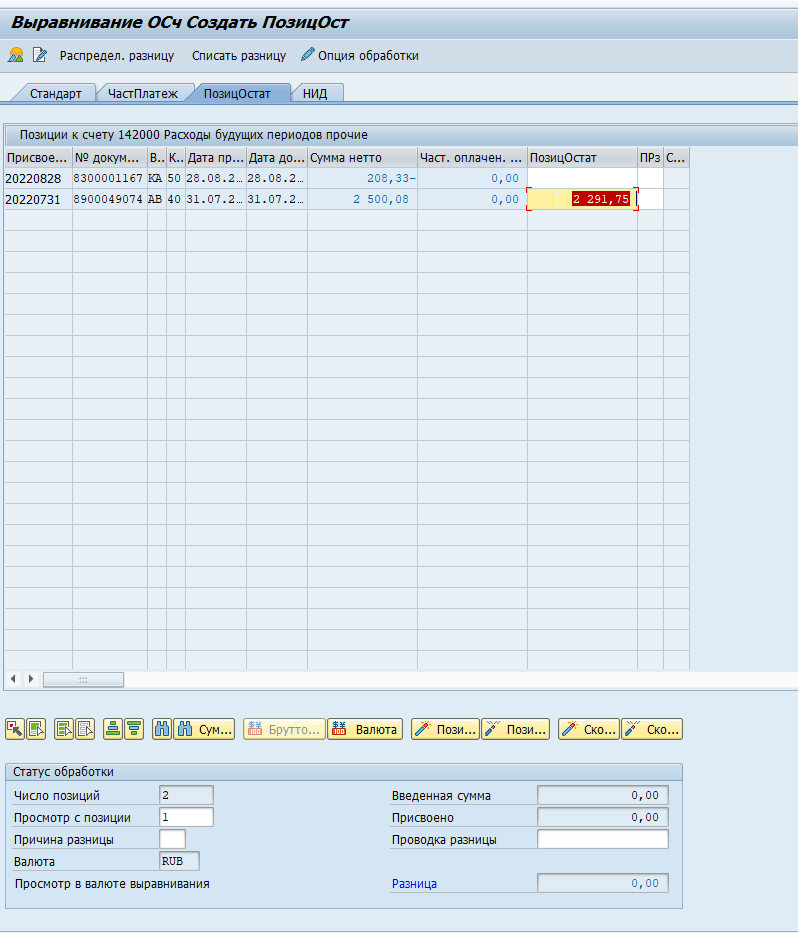 Выравнивание ОСч Создать ПозицОст
Распредел. разницу Списать разницу Опция обработки
Стандарт ЧастПлатеж ПозицОстат НИД
Позиции к счету 142000 Расходы будущих периодов прочие
Присвое... № докум... В.. К.. Дата пр... Дата до... Сумма нетто Част. оплачен. ... ПозицОстат ПРз С...
20220828 8300001167 KA 50 28.08.2… 28.08.2… 208,33- 0,00
20220731 8900049074 AB 40 31.07.2… 31.07.2… 2 500,08 0,00 2 291,75
Сум... Брутто... Валюта Пози... Пози... Ско... Ско...
Статус обработки
Число позиций 2 Введенная сумма 0,00
Просмотр с позиции 1 Присвоено 0,00
Причина разницы Проводка разницы
Валюта RUB
Просмотр в валюте выравнивания Разница 0,00